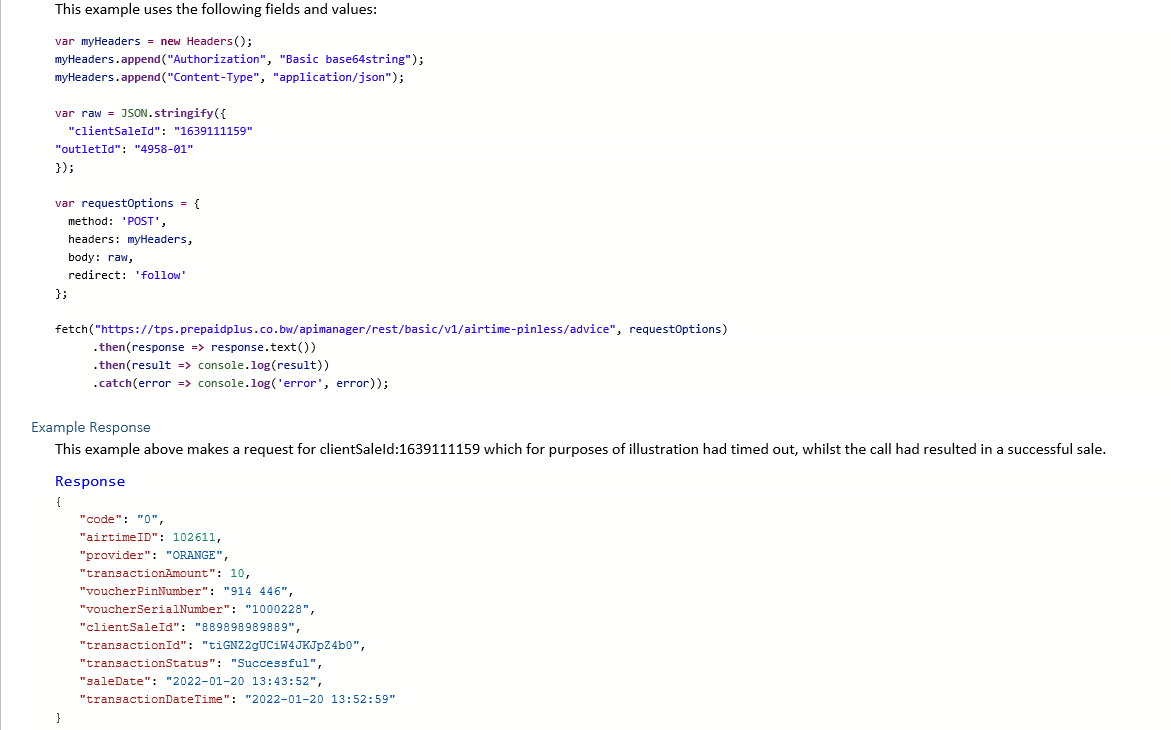 This example uses the following fields and values:
var myHeaders = new Headers();
myHeaders.append("Authorization", "Basic base64string");
myHeaders.append("Content-Type", "application/json");
var raw = JSON.stringify({
"clientSaleId": "1639111159"
"outletId": "4958-01"
});
var requestOptions = {
method: 'POST',
headers: myHeaders,
body: raw,
redirect: 'follow'
};
fetch("https://tps.prepaidplus.co.bw/apimanager/rest/basic/v1/airtime-pinless/advice", requestOptions)
.then(response => response.text())
.then(result => console.log(result))
.catch(error => console.log('error', error));
Example Response
This example above makes a request for clientSaleId:1639111159 which for purposes of illustration had timed out, whilst the call had resulted in a successful sale.
Response
{
"code": "0",
"airtimeID": 102611,
"provider": "ORANGE",
"transactionAmount": 10,
"voucherPinNumber": "914 446",
"voucherSerialNumber": "1000228",
"clientSaleId": "889898989889",
"transactionId": "tiGNZ2gUCiW4JKJpZ4b0",
"transactionStatus": "Successful",
"saleDate": "2022-01-20 13:43:52",
"transactionDateTime": "2022-01-20 13:52:59"
}